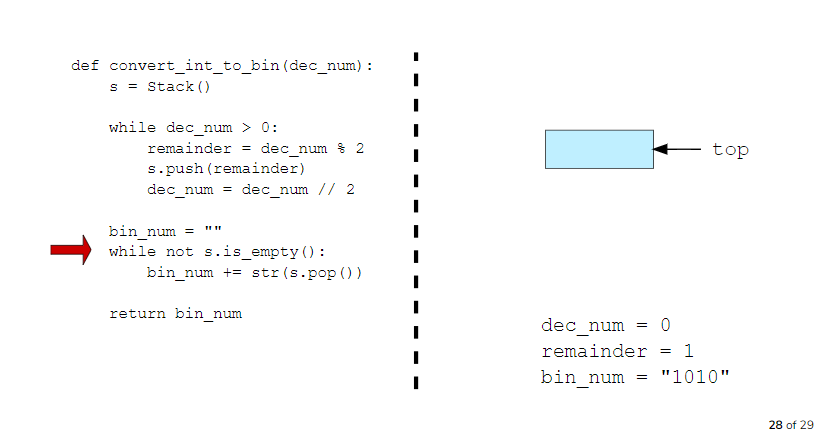 def convert_int_to_bin(dec_num):
    s = Stack()

    while dec_num > 0:
        remainder = dec_num % 2
        s.push(remainder)
        dec_num = dec_num // 2

    bin_num = ""
    while not s.is_empty():
        bin_num += str(s.pop())

    return bin_num
top
dec_num = 0
remainder = 1
bin_num = "1010"
28 of 29